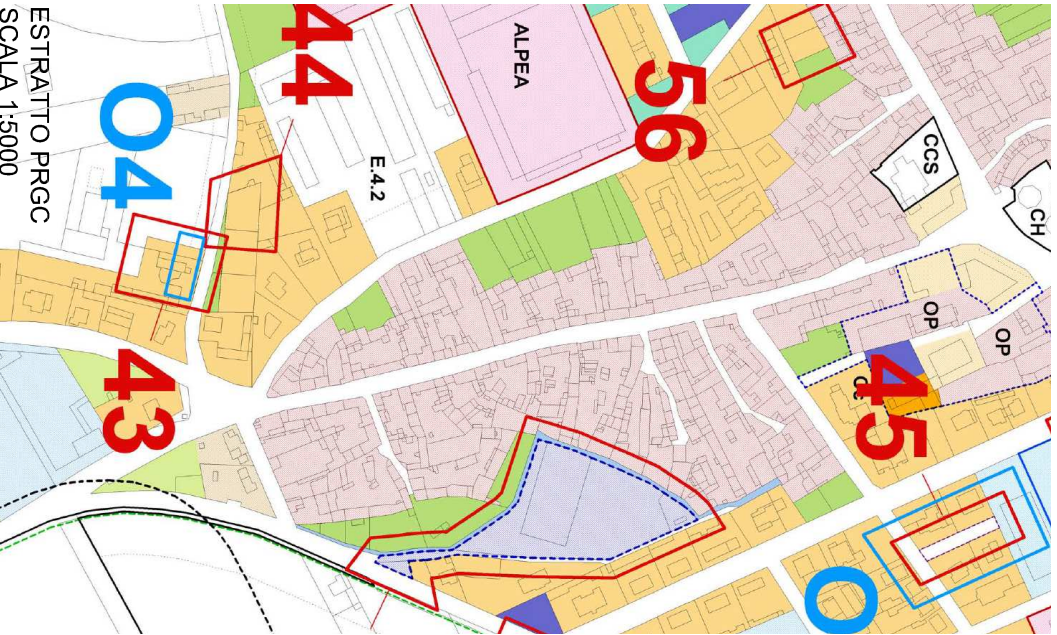 ESTRATTO PRGC
SCALA 1:5000
O4
43
44
E.4.2
ALPEA
56
CCS
CH
OP
OP
45
O